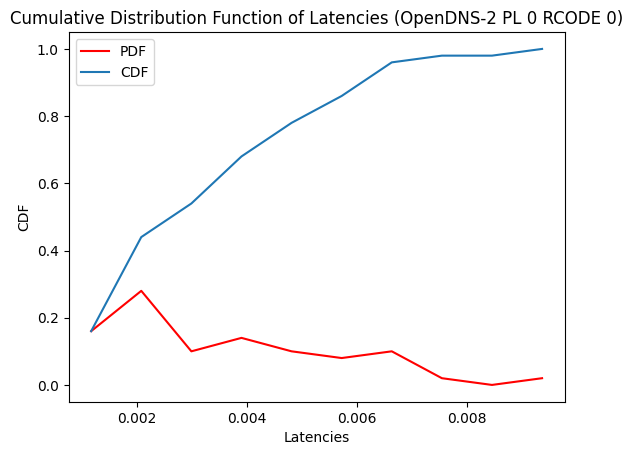 Cumulative Distribution Function of Latencies (OpenDNS-2 PL 0 RCODE 0)
PDF
CDF
1.0
0.8
0.6
0.4
0.2
0.0
CDF
0.002
0.004
0.006
0.008
Latencies